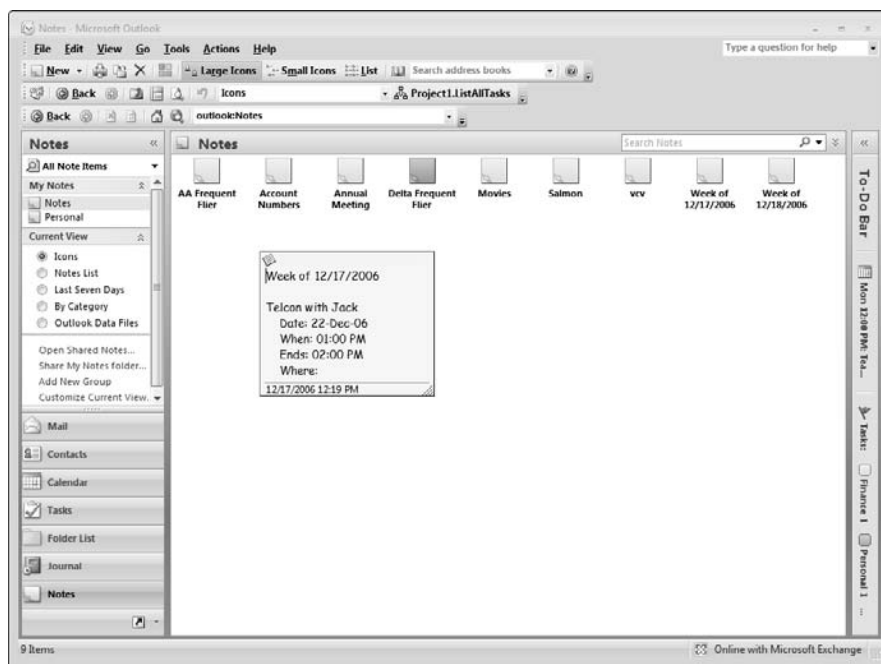 Notes - Microsoft Outlook
File Edit View Go Tools Actions Help
Type a question for help
New Large Icons Small Icons List Search address books
Back Icons Project1.ListAllTasks
Back outlook:Notes
Notes
Notes
Search Notes
All Note Items
My Notes
Notes
Personal
Current View
Icons
Notes List
Last Seven Days
By Category
Outlook Data Files
Open Shared Notes...
Share My Notes folder...
Add New Group
Customize Current View.
Mail
Contacts
Calendar
Tasks
Folder List
Journal
Notes
AA Frequent Flier
Account Numbers
Annual Meeting
Delta Frequent Flier
Movies
Salmon
vcv
Week of 12/17/2006
Week of 12/18/2006
Week of 12/17/2006
Telcon with Jack
Date: 22-Dec-06
When: 01:00 PM
Ends: 02:00 PM
Where:
12/17/2006 12:19 PM
To-Do Bar
Mon 12:00 PM: Tea...
Tasks:
Finance 1
Personal 1
...
9 Items
Online with Microsoft Exchange